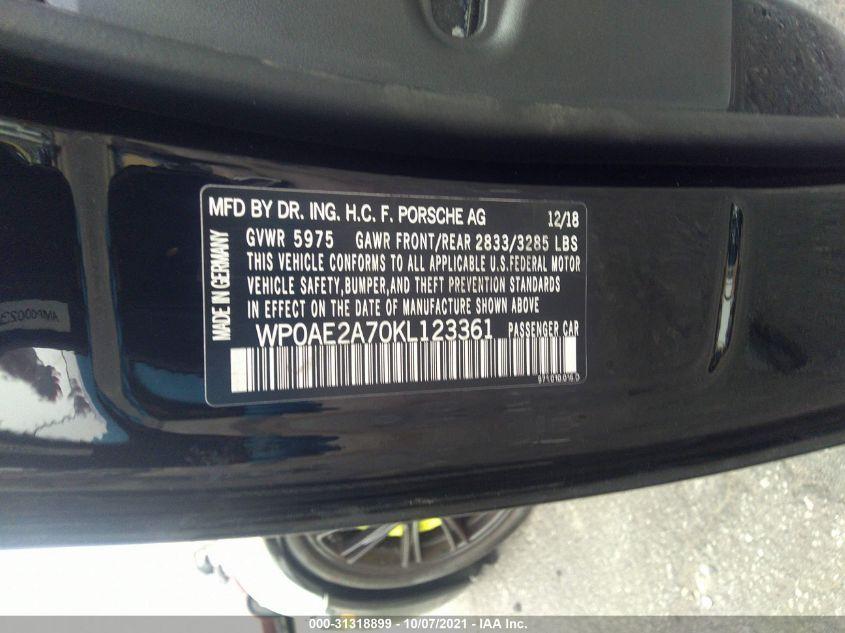 MFD BY DR. ING. H.C. F. PORSCHE AG 12/18
GVWR 5975 GAWR FRONT/REAR 2833/3285 LBS
THIS VEHICLE CONFORMS TO ALL APPLICABLE U.S.FEDERAL MOTOR
VEHICLE SAFETY,BUMPER,AND THEFT PREVENTION STANDARDS
IN EFFECT ON THE DATE OF MANUFACTURE SHOWN ABOVE
WP0AE2A70KL123361 PASSENGER CAR
MADE IN GERMANY
000-31318899 - 10/07/2021 - IAA Inc.